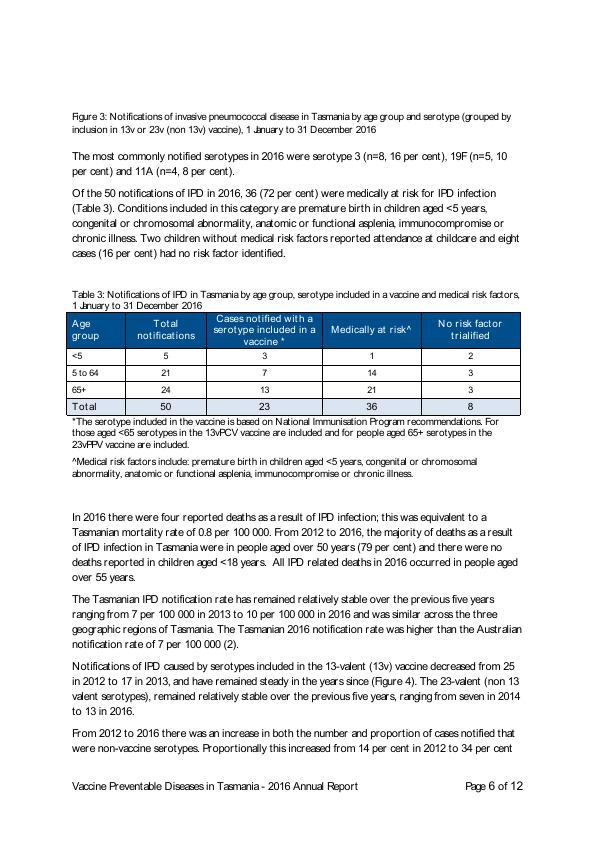 Figure 3: Notifications of invasive pneumococcal disease in Tasmania by age group and serotype (grouped by
inclusion in 13v or 23v (non 13v) vaccine), 1 January to 31 December 2016
The most commonly notified serotypes in 2016 were serotype 3 (n=8, 16 per cent), 19F (n=5, 10
per cent) and 11A (n=4, 8 per cent).
Of the 50 notifications of IPD in 2016, 36 (72 per cent) were medically at risk for IPD infection
(Table 3). Conditions included in this category are premature birth in children aged <5 years,
congenital or chromosomal abnormality, anatomic or functional asplenia, immunocompromise or
chronic illness. Two children without medical risk factors reported attendance at childcare and eight
cases (16 per cent) had no risk factor identified.
Table 3: Notifications of IPD in Tasmania by age group, serotype included in a vaccine and medical risk factors,
1 January to 31 December 2016
Age group | Total notifications | Cases notified with a serotype included in a vaccine * | Medically at risk^ | No risk factor trialified
<5 | 5 | 3 | 1 | 2
5 to 64 | 21 | 7 | 14 | 3
65+ | 24 | 13 | 21 | 3
Total | 50 | 23 | 36 | 8
*The serotype included in the vaccine is based on National Immunisation Program recommendations. For
those aged <65 serotypes in the 13vPCV vaccine are included and for people aged 65+ serotypes in the
23vPPV vaccine are included.
^Medical risk factors include: premature birth in children aged <5 years, congenital or chromosomal
abnormality, anatomic or functional asplenia, immunocompromise or chronic illness.
In 2016 there were four reported deaths as a result of IPD infection; this was equivalent to a
Tasmanian mortality rate of 0.8 per 100 000. From 2012 to 2016, the majority of deaths as a result
of IPD infection in Tasmania were in people aged over 50 years (79 per cent) and there were no
deaths reported in children aged <18 years. All IPD related deaths in 2016 occurred in people aged
over 55 years.
The Tasmanian IPD notification rate has remained relatively stable over the previous five years
ranging from 7 per 100 000 in 2013 to 10 per 100 000 in 2016 and was similar across the three
geographic regions of Tasmania. The Tasmanian 2016 notification rate was higher than the Australian
notification rate of 7 per 100 000 (2).
Notifications of IPD caused by serotypes included in the 13-valent (13v) vaccine decreased from 25
in 2012 to 17 in 2013, and have remained steady in the years since (Figure 4). The 23-valent (non 13
valent serotypes), remained relatively stable over the previous five years, ranging from seven in 2014
to 13 in 2016.
From 2012 to 2016 there was an increase in both the number and proportion of cases notified that
were non-vaccine serotypes. Proportionally this increased from 14 per cent in 2012 to 34 per cent
Vaccine Preventable Diseases in Tasmania - 2016 Annual Report Page 6 of 12